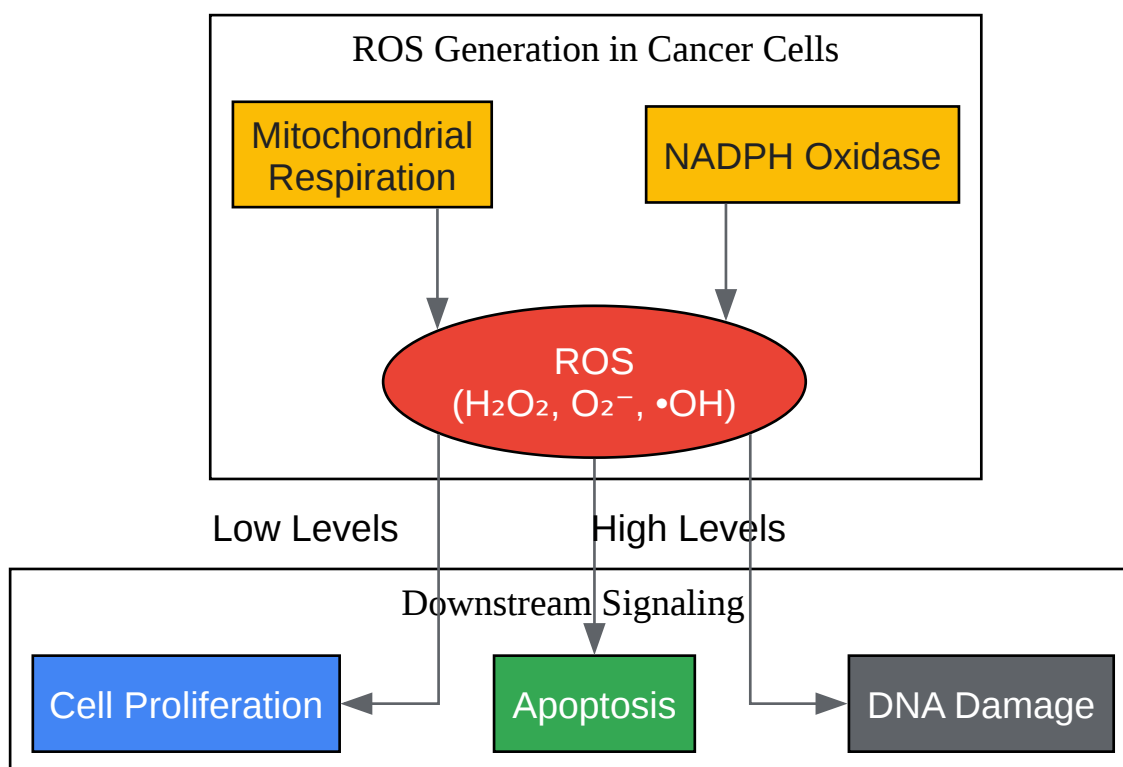 ROS Generation in Cancer Cells
Mitochondrial
Respiration
NADPH Oxidase
ROS
(H₂O₂, O₂⁻, •OH)
Low Levels
High Levels
Downstream Signaling
Cell Proliferation
Apoptosis
DNA Damage